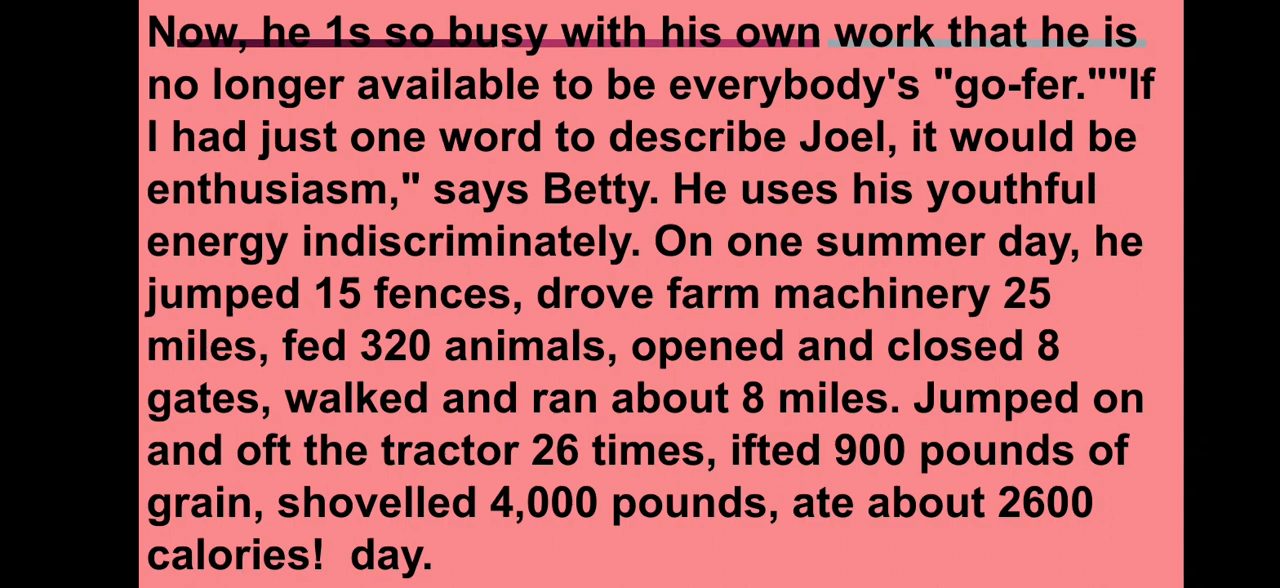 Now, he 1s so busy with his own work that he is
no longer available to be everybody's "go-fer.""If
I had just one word to describe Joel, it would be
enthusiasm," says Betty. He uses his youthful
energy indiscriminately. On one summer day, he
jumped 15 fences, drove farm machinery 25
miles, fed 320 animals, opened and closed 8
gates, walked and ran about 8 miles. Jumped on
and oft the tractor 26 times, ifted 900 pounds of
grain, shovelled 4,000 pounds, ate about 2600
calories!  day.